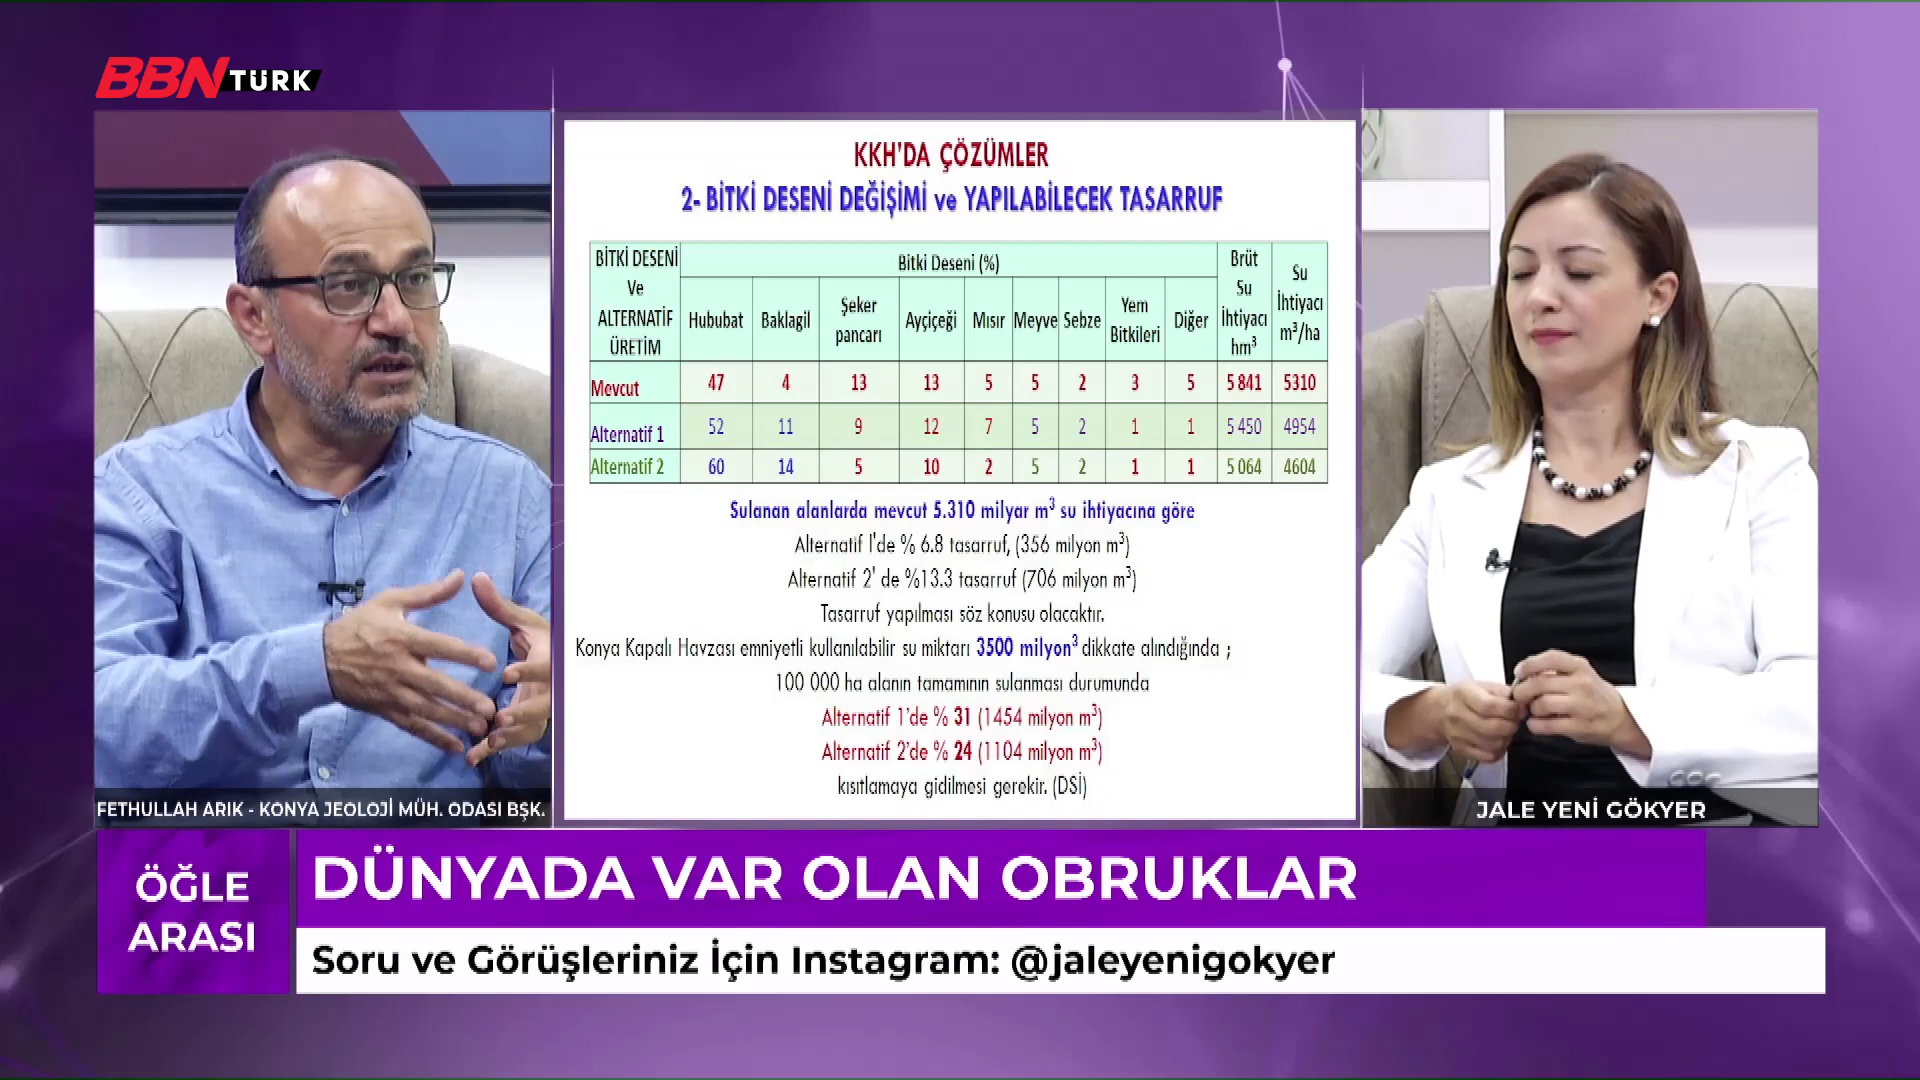 BBN TÜRK
KKH'DA ÇÖZÜMLER
2- BİTKİ DESENİ DEĞİŞİMİ ve YAPILABİLECEK TASARRUF
BİTKİ DESENİ Ve ALTERNATİF ÜRETİM
Bitki Deseni (%)
Brüt Su İhtiyacı hm³
Su İhtiyacı m³/ha
Hububat Baklagil Şeker pancarı Ayçiçeği Mısır Meyve Sebze Yem Bitkileri Diğer
Mevcut 47 4 13 13 5 5 2 3 5 5 841 5310
Alternatif 1 52 11 9 12 7 5 2 1 1 5 450 4954
Alternatif 2 60 14 5 10 2 5 2 1 1 5 064 4604
Sulanan alanlarda mevcut 5.310 milyar m³ su ihtiyacına göre
Alternatif I'de % 6.8 tasarruf, (356 milyon m³)
Alternatif 2' de %13.3 tasarruf (706 milyon m³)
Tasarruf yapılması söz konusu olacaktır.
Konya Kapalı Havzası emniyetli kullanılabilir su miktarı 3500 milyon³ dikkate alındığında ;
100 000 ha alanın tamamının sulanması durumunda
Alternatif 1'de % 31 (1454 milyon m³)
Alternatif 2'de % 24 (1104 milyon m³)
kısıtlamaya gidilmesi gerekir. (DSİ)
FETHULLAH ARIK - KONYA JEOLOJİ MÜH. ODASI BŞK.
JALE YENİ GÖKYER
ÖĞLE
ARASI
DÜNYADA VAR OLAN OBRUKLAR
Soru ve Görüşleriniz İçin Instagram: @jaleyenigokyer